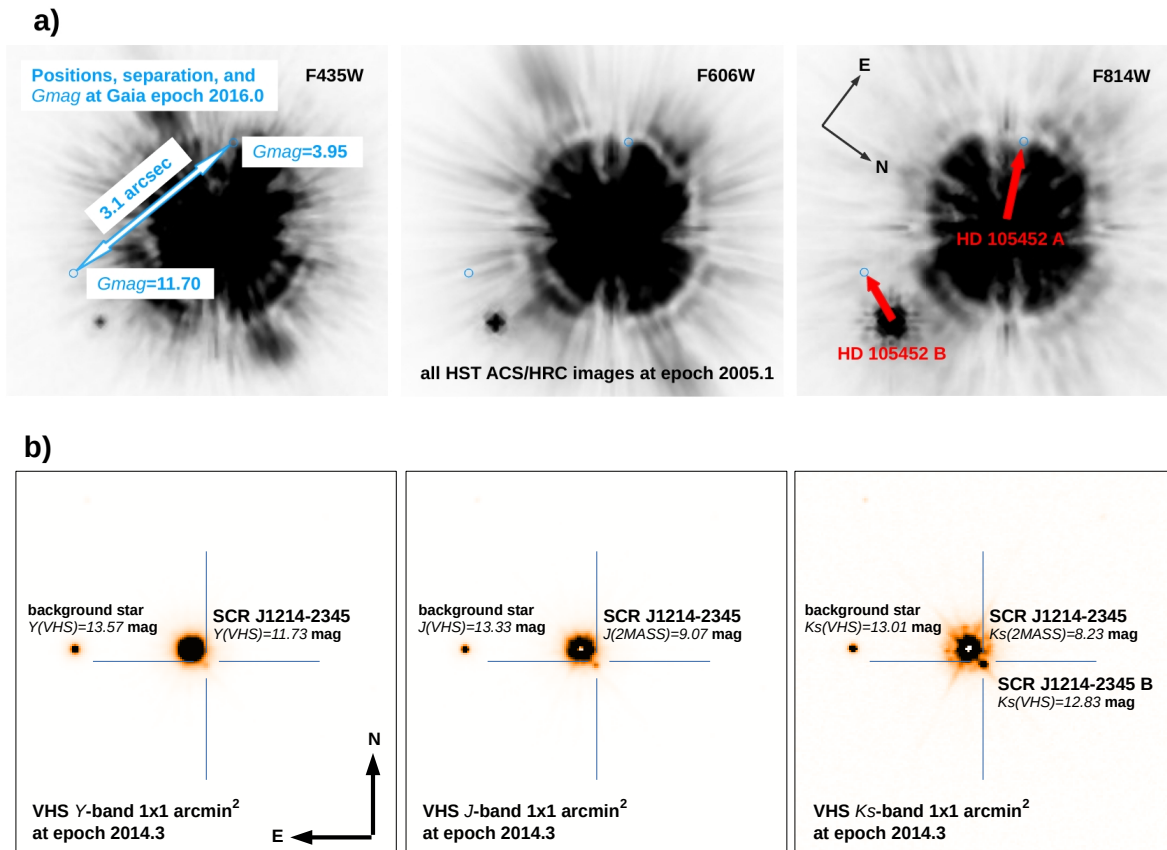 a)
Positions, separation, and
Gmag at Gaia epoch 2016.0
F435W
Gmag=3.95
3.1 arcsec
Gmag=11.70
F606W
all HST ACS/HRC images at epoch 2005.1
F814W
E
N
HD 105452 A
HD 105452 B
b)
background star
Y(VHS)=13.57 mag
SCR J1214-2345
Y(VHS)=11.73 mag
N
E
VHS Y-band 1x1 arcmin²
at epoch 2014.3
background star
J(VHS)=13.33 mag
SCR J1214-2345
J(2MASS)=9.07 mag
VHS J-band 1x1 arcmin²
at epoch 2014.3
background star
Ks(VHS)=13.01 mag
SCR J1214-2345
Ks(2MASS)=8.23 mag
SCR J1214-2345 B
Ks(VHS)=12.83 mag
VHS Ks-band 1x1 arcmin²
at epoch 2014.3